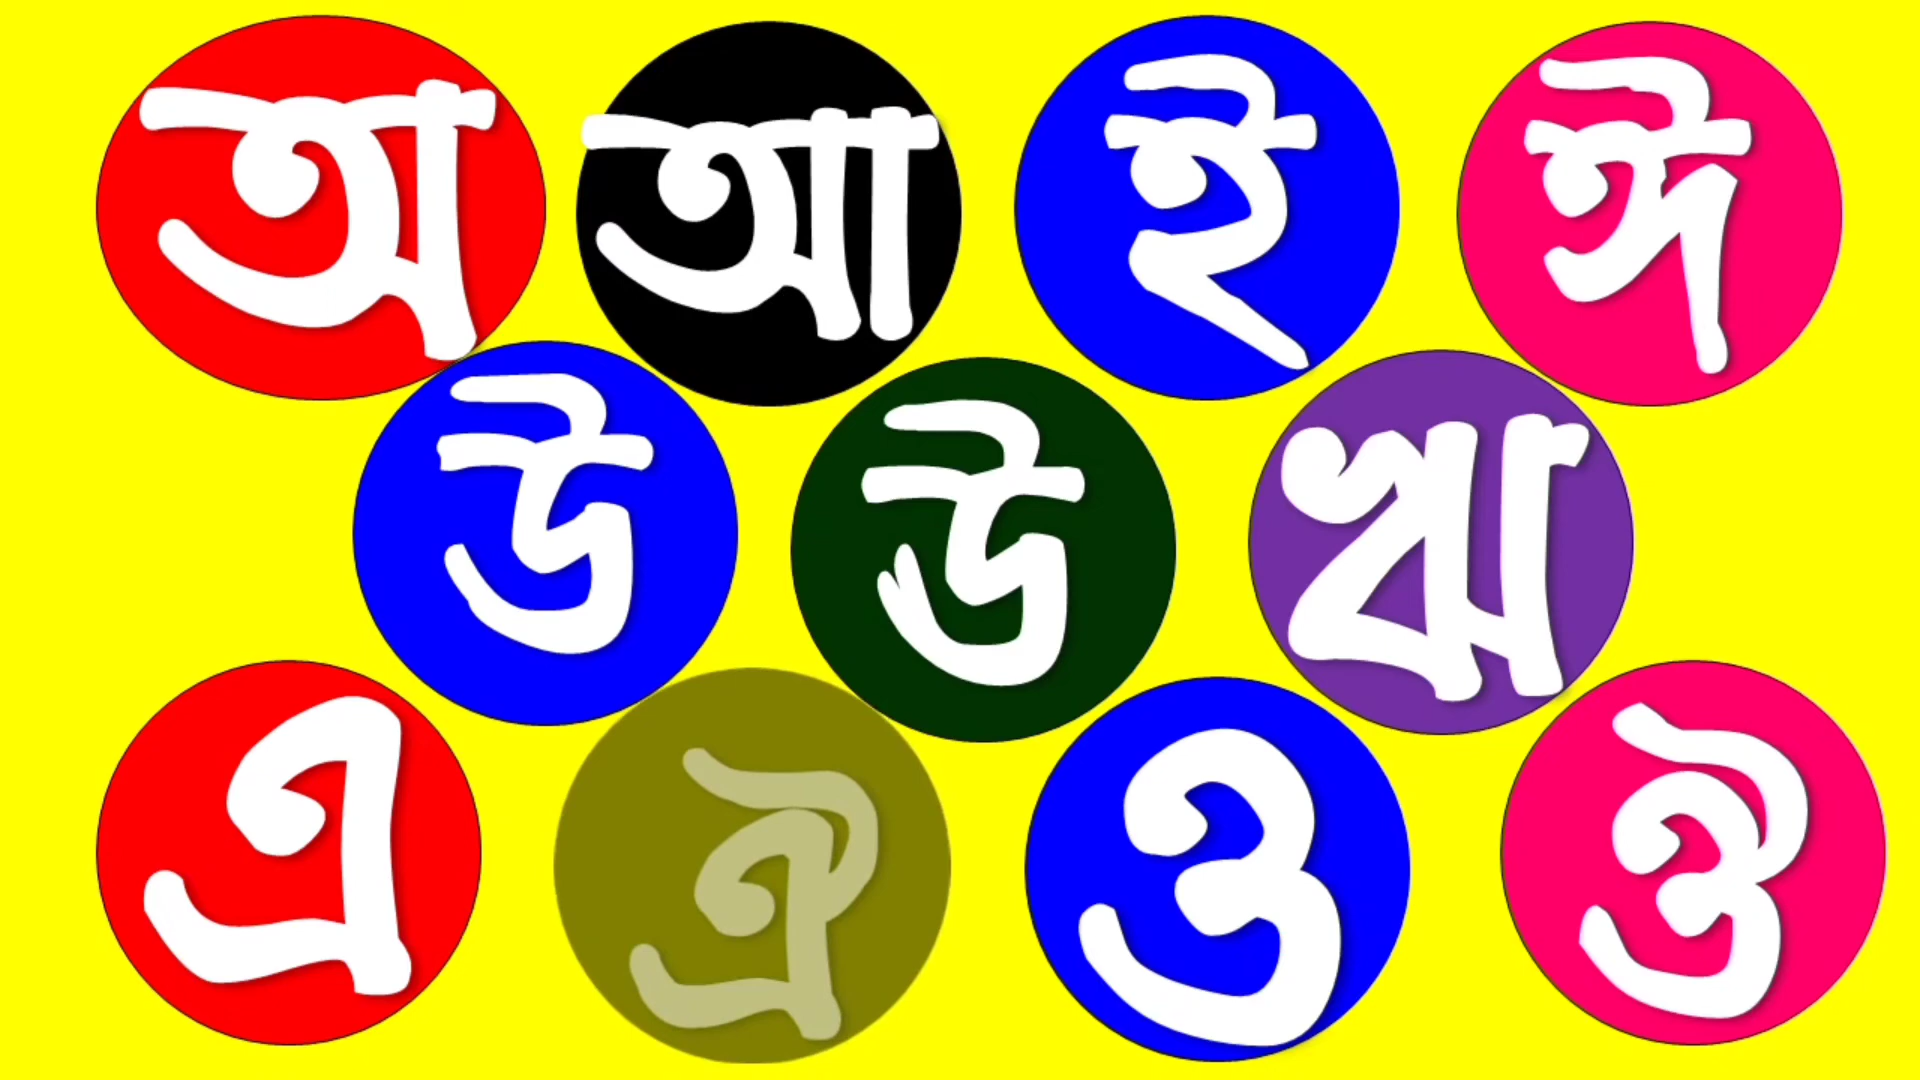 অ আ ই ঈ
উ ঊ ঋ
এ ঐ ও ঔ